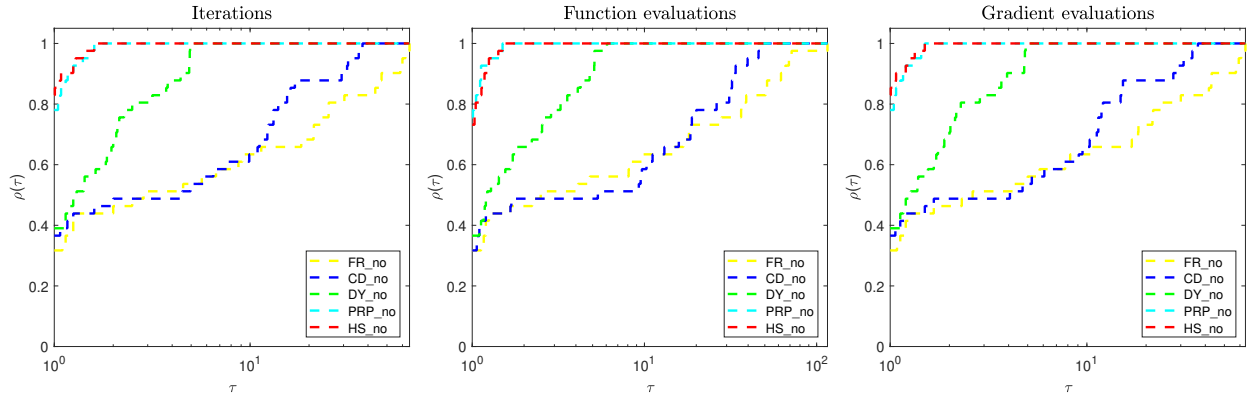 Iterations
1
0.8
0.6
0.4
0.2
0
ρ(τ)
10^0
10^1
τ
FR_no
CD_no
DY_no
PRP_no
HS_no
Function evaluations
1
0.8
0.6
0.4
0.2
0
ρ(τ)
10^0
10^1
10^2
τ
FR_no
CD_no
DY_no
PRP_no
HS_no
Gradient evaluations
1
0.8
0.6
0.4
0.2
0
ρ(τ)
10^0
10^1
τ
FR_no
CD_no
DY_no
PRP_no
HS_no